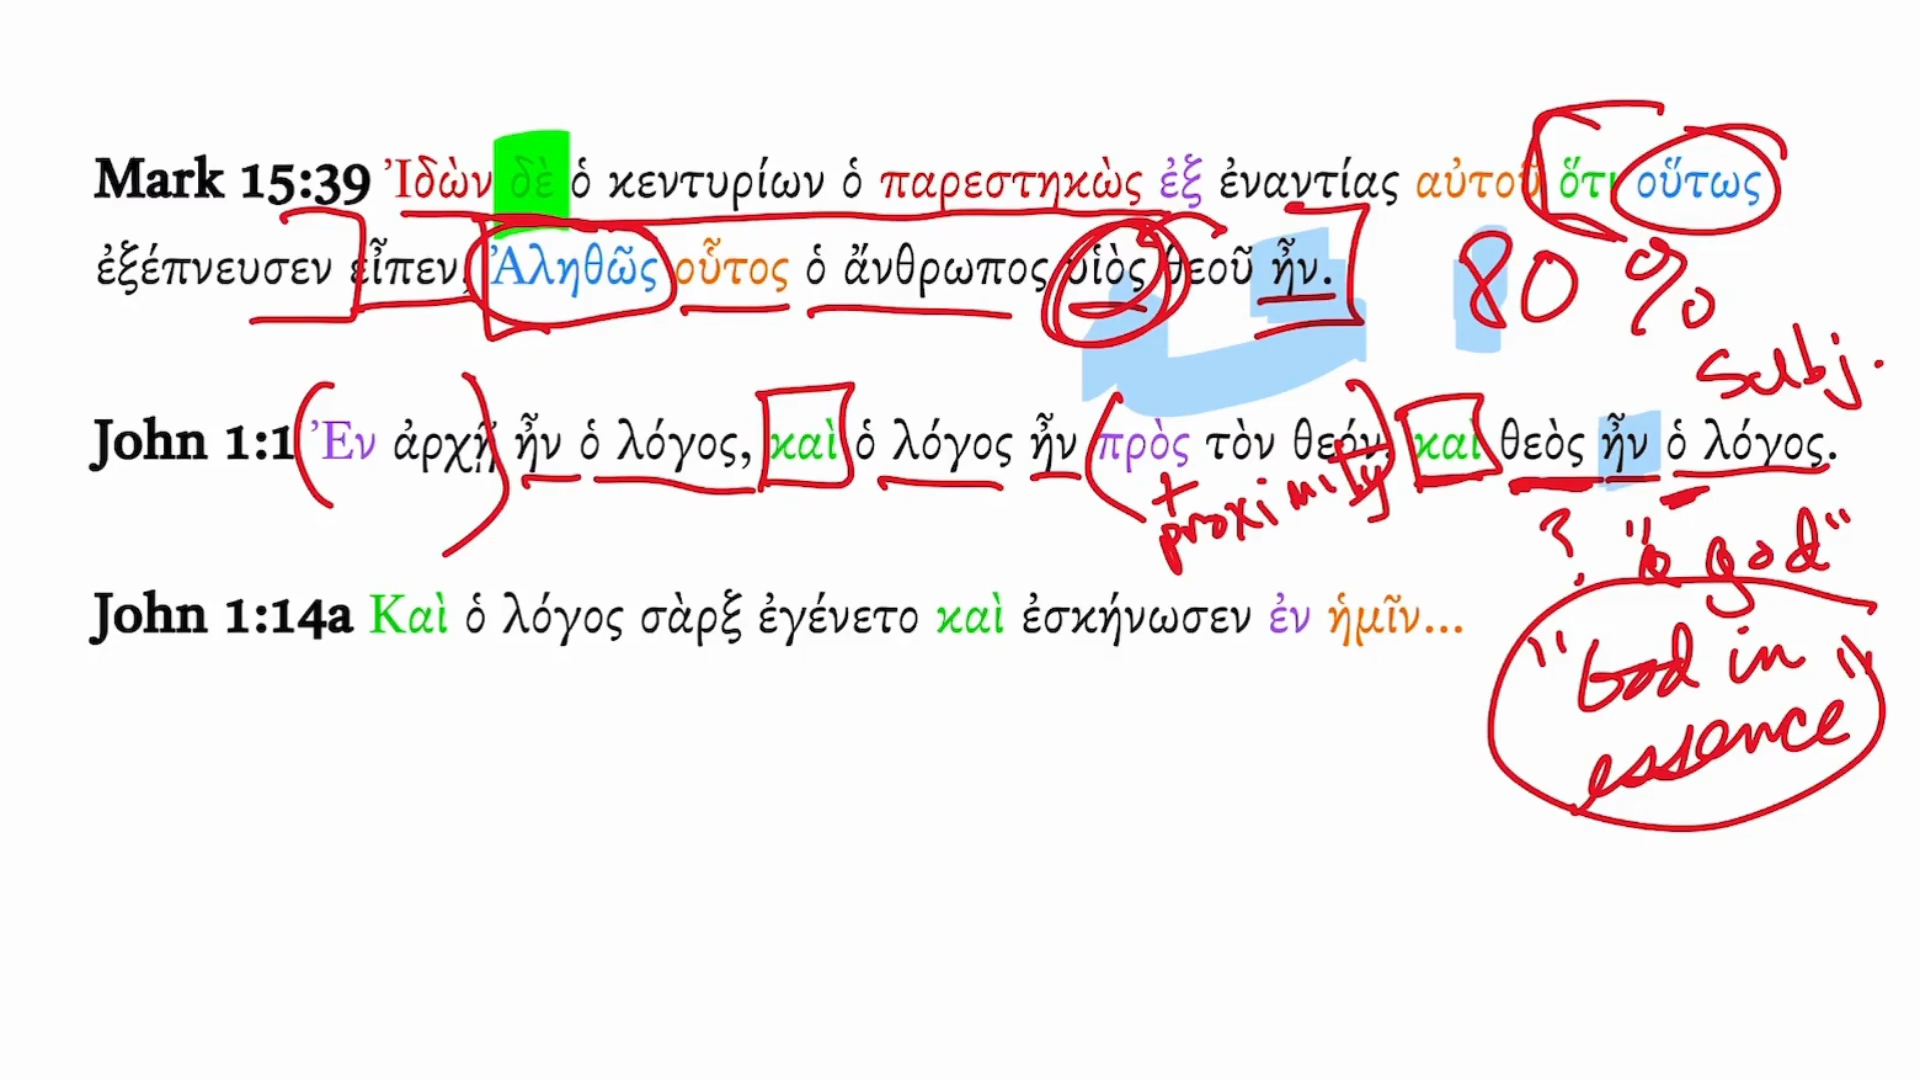 Mark 15:39 Ἰδὼν δὲ ὁ κεντυρίων ὁ παρεστηκὼς ἐξ ἐναντίας αὐτοῦ ὅτι οὕτως
ἐξέπνευσεν εἶπεν, Ἀληθῶς οὗτος ὁ ἄνθρωπος υἱὸς θεοῦ ἦν.
80 %
Subj.
John 1:1 Ἐν ἀρχῇ ἦν ὁ λόγος, καὶ ὁ λόγος ἦν πρὸς τὸν θεόν, καὶ θεὸς ἦν ὁ λόγος.
+
proximity
? "a god"
John 1:14a Καὶ ὁ λόγος σὰρξ ἐγένετο καὶ ἐσκήνωσεν ἐν ἡμῖν...
"God in
essence"